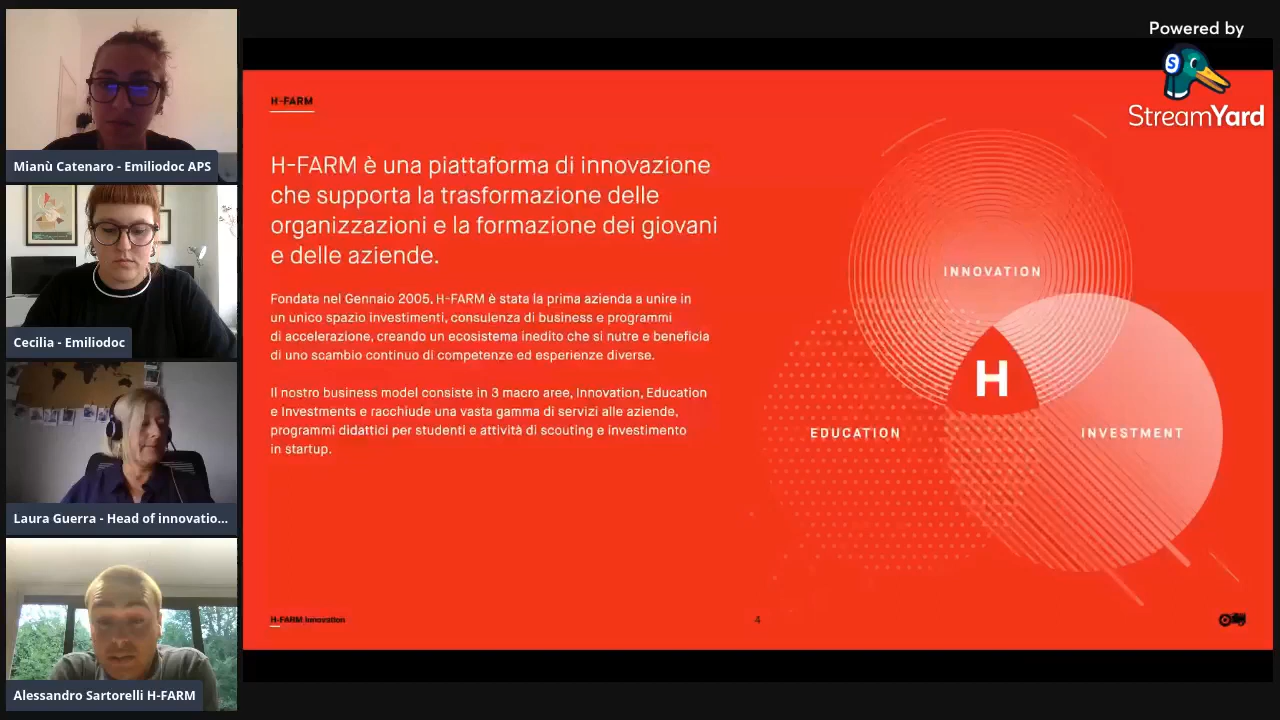 Mianù Catenaro - Emiliodoc APS
Cecilia - Emiliodoc
Laura Guerra - Head of innovatio...
Alessandro Sartorelli H-FARM
H-FARM
H-FARM è una piattaforma di innovazione
che supporta la trasformazione delle
organizzazioni e la formazione dei giovani
e delle aziende.
Fondata nel Gennaio 2005, H-FARM è stata la prima azienda a unire in
un unico spazio investimenti, consulenza di business e programmi
di accelerazione, creando un ecosistema inedito che si nutre e beneficia
di uno scambio continuo di competenze ed esperienze diverse.
Il nostro business model consiste in 3 macro aree, Innovation, Education
e Investments e racchiude una vasta gamma di servizi alle aziende,
programmi didattici per studenti e attività di scouting e investimento
in startup.
INNOVATION
H
EDUCATION
INVESTMENT
H-FARM Innovation
4
Powered by
S
StreamYard